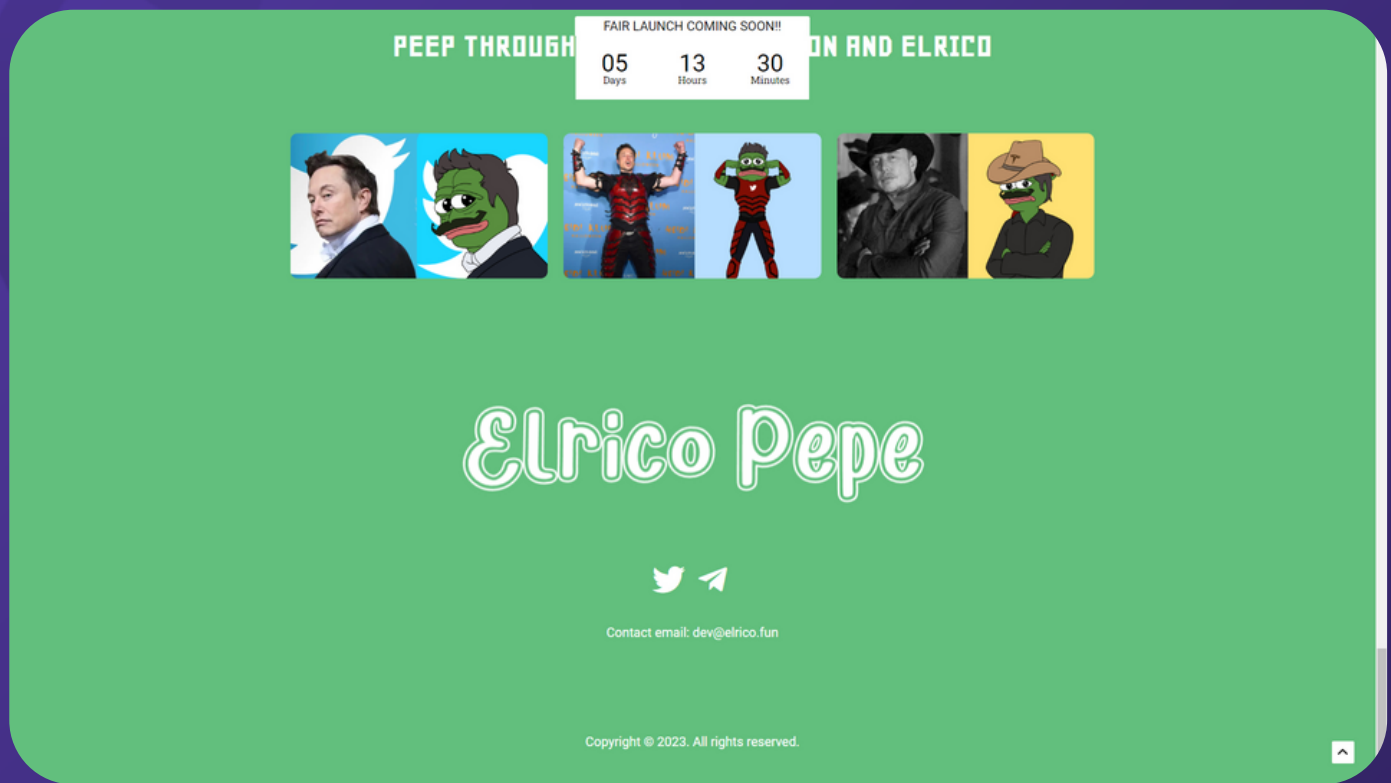 FAIR LAUNCH COMING SOON!!
PEEP THROUGH ON AND ELRICO
05 13 30
Days Hours Minutes
Elrico Pepe
Contact email: dev@elrico.fun
Copyright © 2023. All rights reserved.